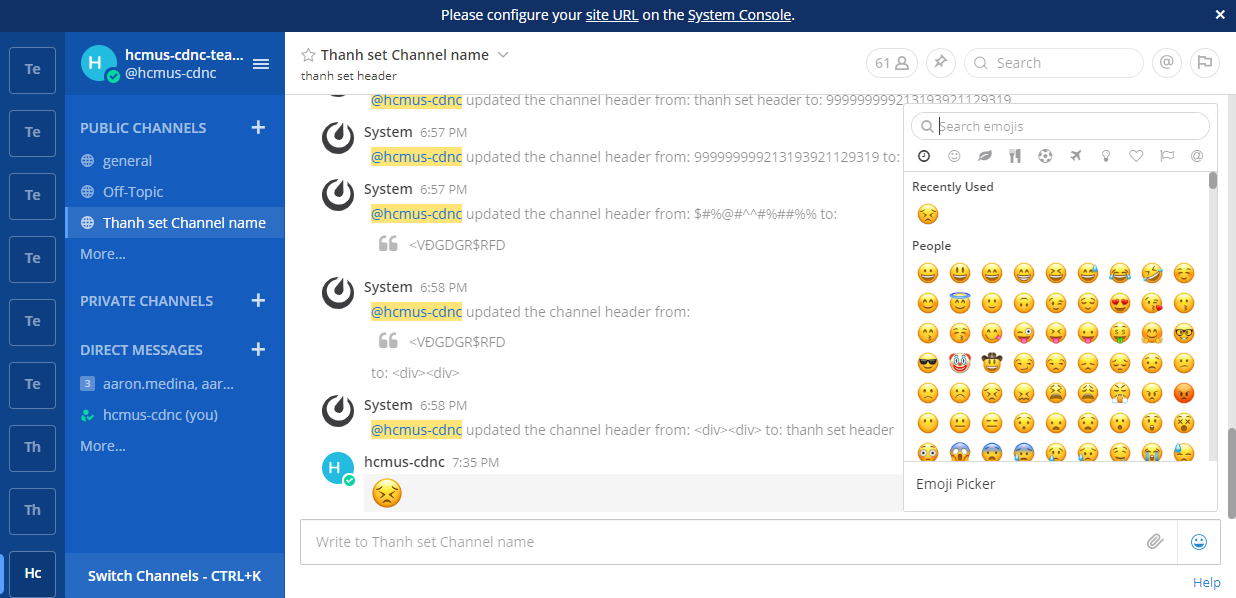 Please configure your site URL on the System Console.
×
Te
Te
Te
Te
Te
Te
Th
Th
Hc
H
hcmus-cdnc-tea...
@hcmus-cdnc
PUBLIC CHANNELS
general
Off-Topic
Thanh set Channel name
More...
PRIVATE CHANNELS
DIRECT MESSAGES
3 aaron.medina, aar...
hcmus-cdnc (you)
More...
Switch Channels - CTRL+K
Thanh set Channel name
thanh set header
61
Search
@
@hcmus-cdnc updated the channel header from: thanh set header to: 999999999213193921129319
System 6:57 PM
@hcmus-cdnc updated the channel header from: 999999999213193921129319 to:
System 6:57 PM
@hcmus-cdnc updated the channel header from: $#%@#^^#%##%% to:
<VĐGDGR$RFD
System 6:58 PM
@hcmus-cdnc updated the channel header from:
<VĐGDGR$RFD
to: <div><div>
System 6:58 PM
@hcmus-cdnc updated the channel header from: <div><div> to: thanh set header
H
hcmus-cdnc 7:35 PM
Search emojis
@
Recently Used
People
Emoji Picker
Write to Thanh set Channel name
Help